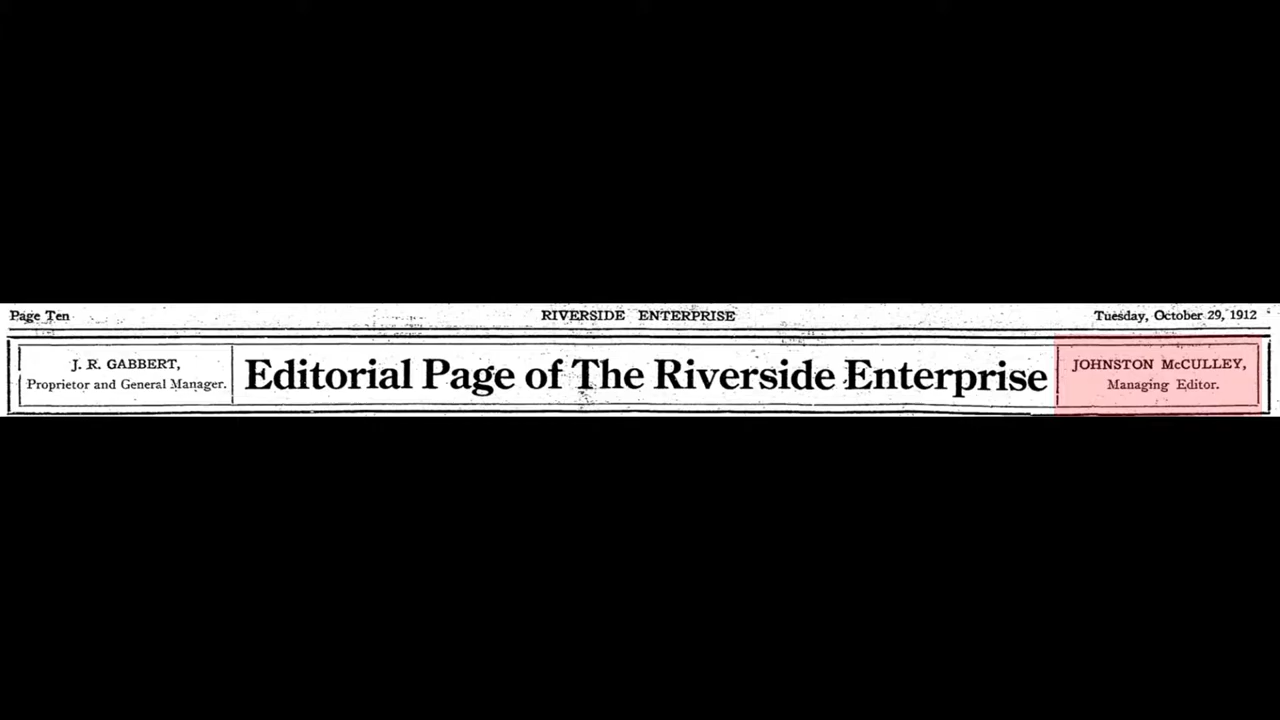 Page Ten
RIVERSIDE ENTERPRISE
Tuesday, October 29, 1912
J. R. GABBERT,
Proprietor and General Manager.
Editorial Page of The Riverside Enterprise
JOHNSTON McCULLEY,
Managing Editor.